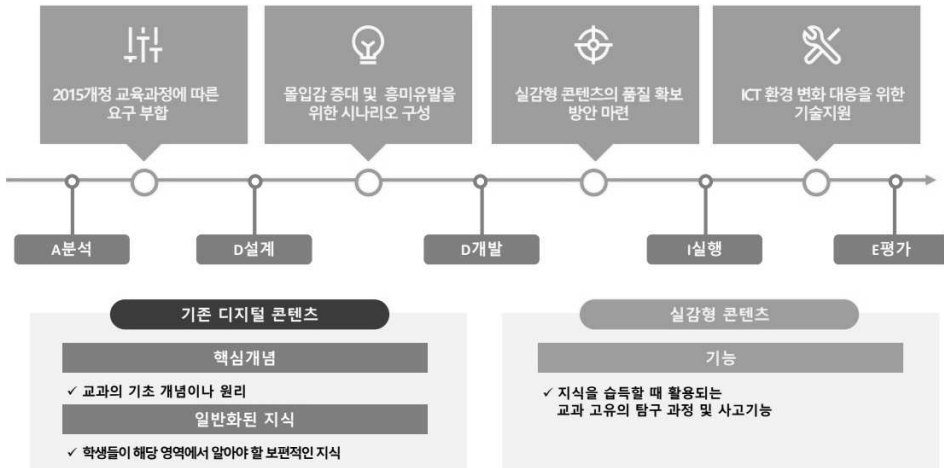 2015개정 교육과정에 따른
요구 부합
몰입감 증대 및 흥미유발을
위한 시나리오 구성
실감형 콘텐츠의 품질 확보
방안 마련
ICT 환경 변화 대응을 위한
기술지원
A분석
D설계
D개발
I실행
E평가
기존 디지털 콘텐츠
핵심개념
✓ 교과의 기초 개념이나 원리
일반화된 지식
✓ 학생들이 해당 영역에서 알아야 할 보편적인 지식
실감형 콘텐츠
기능
✓ 지식을 습득할 때 활용되는
교과 고유의 탐구 과정 및 사고기능